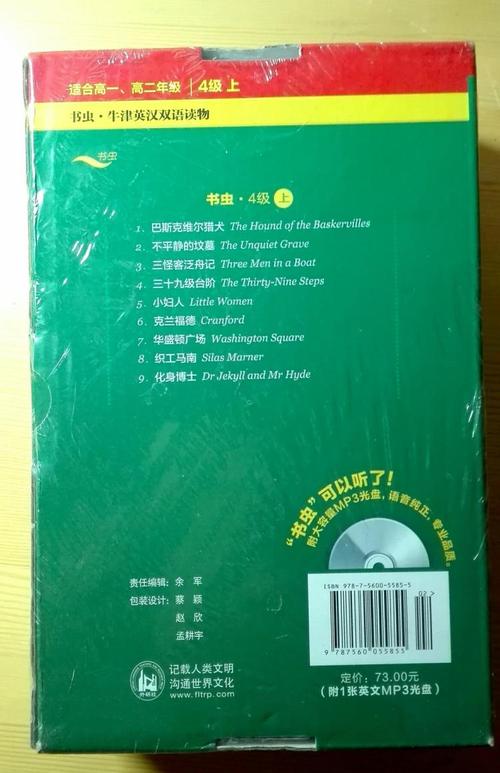 适合高一、高二年级 4级 上
书虫·牛津英汉双语读物
书虫
书虫·4级 上
1、巴斯克维尔猎犬 The Hound of the Baskervilles
2、不平静的坟墓 The Unquiet Grave
3、三怪客泛舟记 Three Men in a Boat
4、三十九级台阶 The Thirty-Nine Steps
5、小妇人 Little Women
6、克兰福德 Cranford
7、华盛顿广场 Washington Square
8、织工马南 Silas Marner
9、化身博士 Dr Jekyll and Mr Hyde
“书虫”可以听了！
附大容量MP3光盘，语音纯正，专业品质。
责任编辑：余 军
包装设计：蔡 颖
赵 欣
孟耕宇
ISBN 978-7-5600-5585-5
02>
9 787560 055855
定价：73.00元
（附1张英文MP3光盘）
外研社
记载人类文明
沟通世界文化
www.fltrp.com